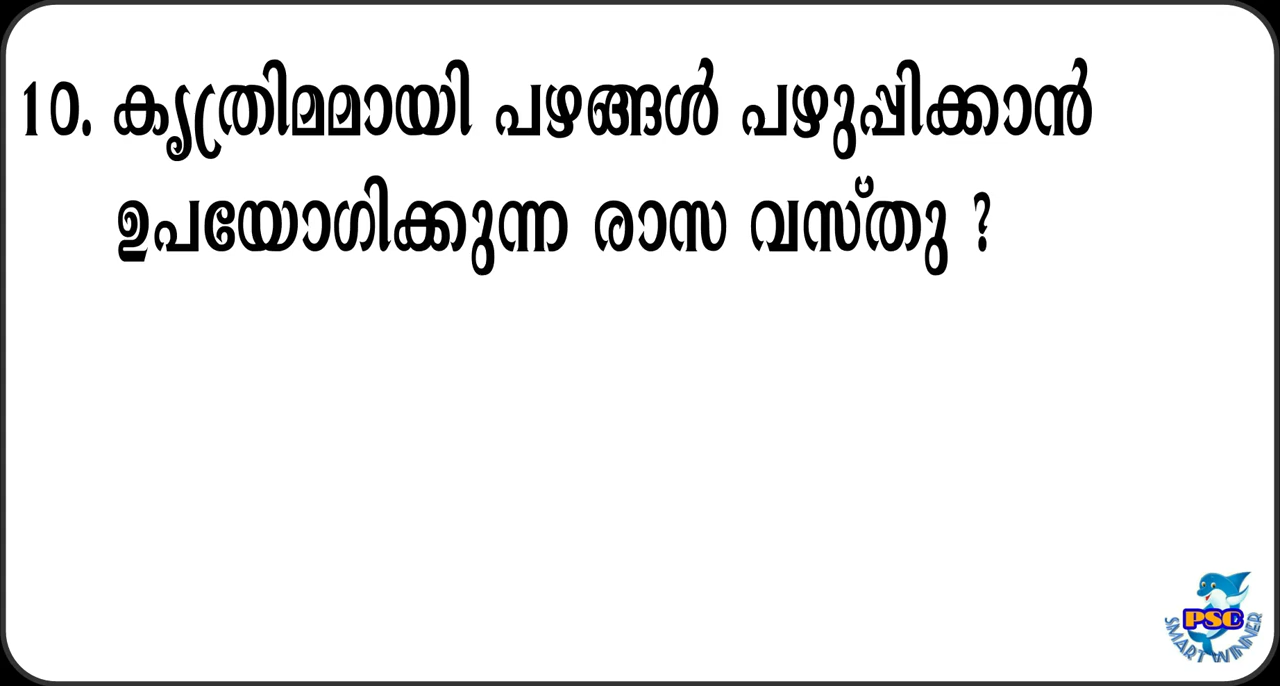 10. കൃത്രിമമായി പഴങ്ങൾ പഴുപ്പിക്കാൻ
ഉപയോഗിക്കുന്ന രാസ വസ്തു ?
PSC
SMART WINNER